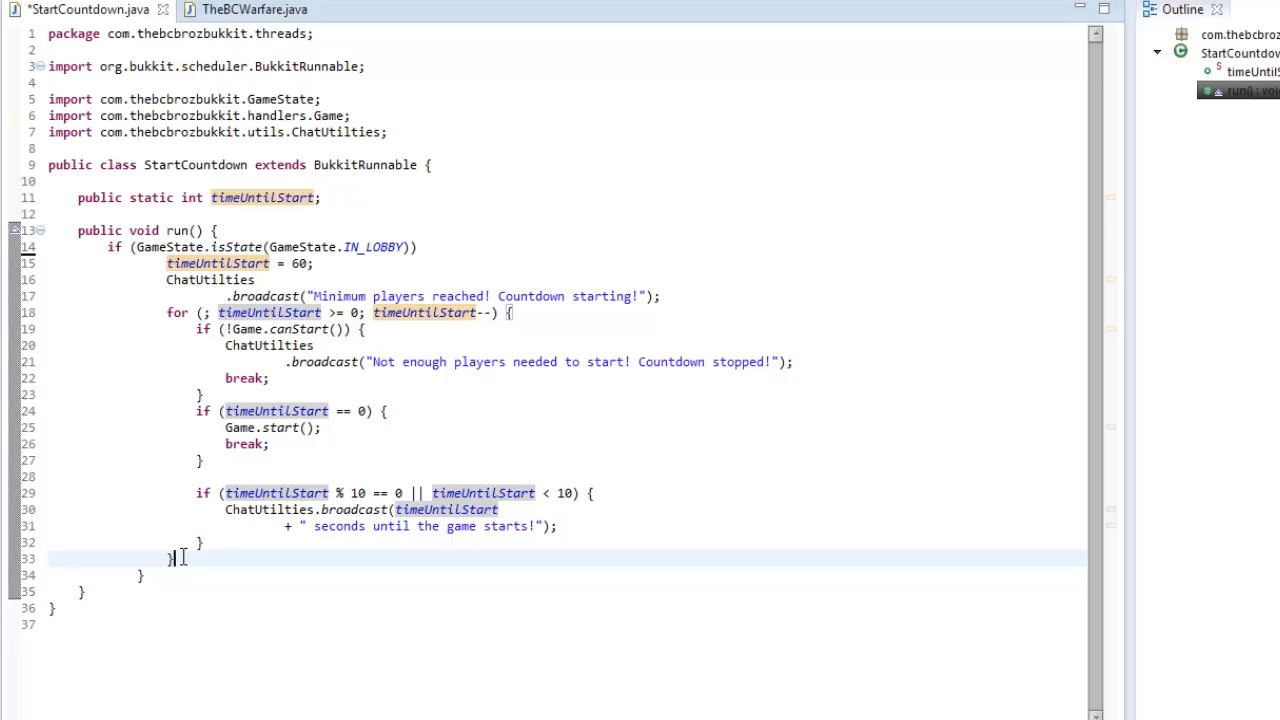 *StartCountdown.java
TheBCWarfare.java
Outline
1 package com.thebcbrozbukkit.threads;
2
3 import org.bukkit.scheduler.BukkitRunnable;
4
5 import com.thebcbrozbukkit.GameState;
6 import com.thebcbrozbukkit.handlers.Game;
7 import com.thebcbrozbukkit.utils.ChatUtilties;
8
9 public class StartCountdown extends BukkitRunnable {
10
11 public static int timeUntilStart;
12
13 public void run() {
14 if (GameState.isState(GameState.IN_LOBBY))
15 timeUntilStart = 60;
16 ChatUtilties
17 .broadcast("Minimum players reached! Countdown starting!");
18 for (; timeUntilStart >= 0; timeUntilStart--) {
19 if (!Game.canStart()) {
20 ChatUtilties
21 .broadcast("Not enough players needed to start! Countdown stopped!");
22 break;
23 }
24 if (timeUntilStart == 0) {
25 Game.start();
26 break;
27 }
28
29 if (timeUntilStart % 10 == 0 || timeUntilStart < 10) {
30 ChatUtilties.broadcast(timeUntilStart
31 + " seconds until the game starts!");
32 }
33 }
34 }
35 }
36 }
37
com.thebcbroz
StartCountdow
timeUntilS
run() : voi